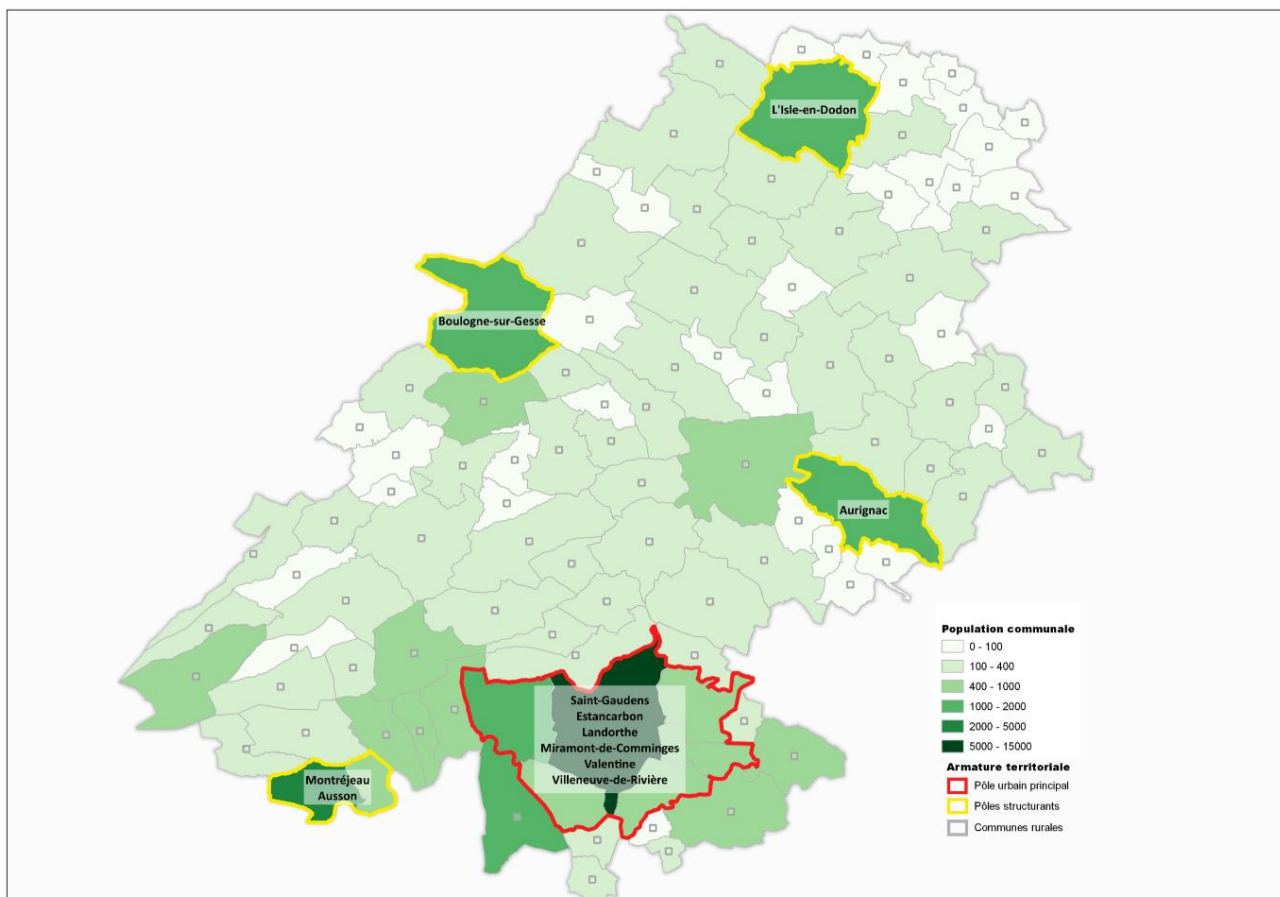 L'Isle-en-Dodon
Boulogne-sur-Gesse
Aurignac
Saint-Gaudens
Estancarbon
Landorthe
Miramont-de-Comminges
Valentine
Villeneuve-de-Rivière
Montréjeau
Ausson
Population communale
0 - 100
100 - 400
400 - 1000
1000 - 2000
2000 - 5000
5000 - 15000
Armature territoriale
Pôle urbain principal
Pôles structurants
Communes rurales